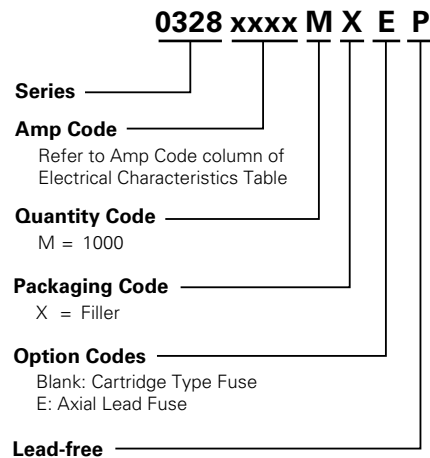 0328 xxxx M X E P
Series
Amp Code
Refer to Amp Code column of
Electrical Characteristics Table
Quantity Code
M = 1000
Packaging Code
X = Filler
Option Codes
Blank: Cartridge Type Fuse
E: Axial Lead Fuse
Lead-free